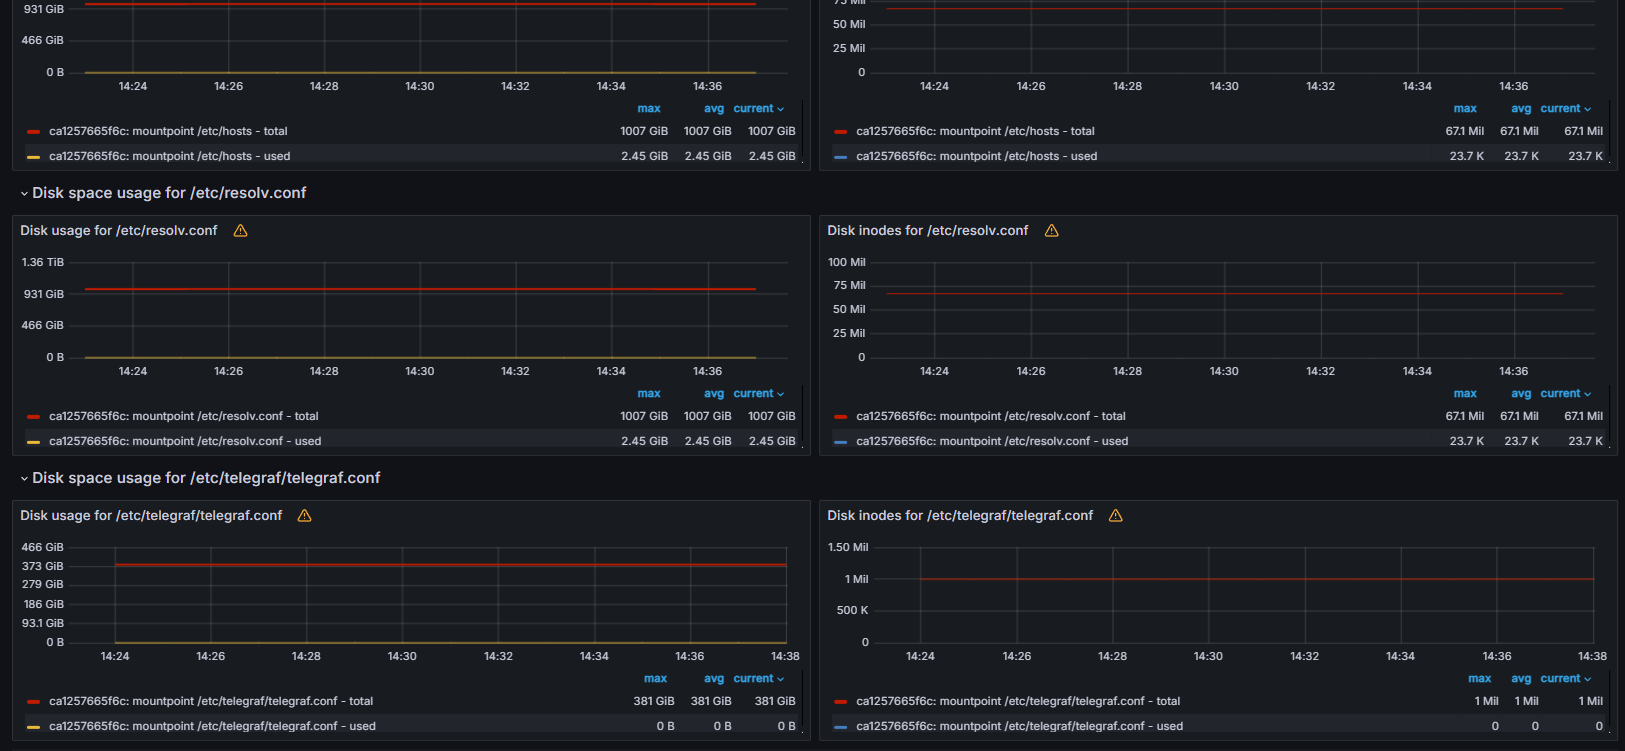 931 GiB
466 GiB
0 B
14:24 14:26 14:28 14:30 14:32 14:34 14:36
max avg current
ca1257665f6c: mountpoint /etc/hosts - total 1007 GiB 1007 GiB 1007 GiB
ca1257665f6c: mountpoint /etc/hosts - used 2.45 GiB 2.45 GiB 2.45 GiB
75 Mil
50 Mil
25 Mil
0
14:24 14:26 14:28 14:30 14:32 14:34 14:36
max avg current
ca1257665f6c: mountpoint /etc/hosts - total 67.1 Mil 67.1 Mil 67.1 Mil
ca1257665f6c: mountpoint /etc/hosts - used 23.7 K 23.7 K 23.7 K
Disk space usage for /etc/resolv.conf
Disk usage for /etc/resolv.conf
1.36 TiB
931 GiB
466 GiB
0 B
14:24 14:26 14:28 14:30 14:32 14:34 14:36
max avg current
ca1257665f6c: mountpoint /etc/resolv.conf - total 1007 GiB 1007 GiB 1007 GiB
ca1257665f6c: mountpoint /etc/resolv.conf - used 2.45 GiB 2.45 GiB 2.45 GiB
Disk inodes for /etc/resolv.conf
100 Mil
75 Mil
50 Mil
25 Mil
0
14:24 14:26 14:28 14:30 14:32 14:34 14:36
max avg current
ca1257665f6c: mountpoint /etc/resolv.conf - total 67.1 Mil 67.1 Mil 67.1 Mil
ca1257665f6c: mountpoint /etc/resolv.conf - used 23.7 K 23.7 K 23.7 K
Disk space usage for /etc/telegraf/telegraf.conf
Disk usage for /etc/telegraf/telegraf.conf
466 GiB
373 GiB
279 GiB
186 GiB
93.1 GiB
0 B
14:24 14:26 14:28 14:30 14:32 14:34 14:36 14:38
max avg current
ca1257665f6c: mountpoint /etc/telegraf/telegraf.conf - total 381 GiB 381 GiB 381 GiB
ca1257665f6c: mountpoint /etc/telegraf/telegraf.conf - used 0 B 0 B 0 B
Disk inodes for /etc/telegraf/telegraf.conf
1.50 Mil
1 Mil
500 K
0
14:24 14:26 14:28 14:30 14:32 14:34 14:36 14:38
max avg current
ca1257665f6c: mountpoint /etc/telegraf/telegraf.conf - total 1 Mil 1 Mil 1 Mil
ca1257665f6c: mountpoint /etc/telegraf/telegraf.conf - used 0 0 0